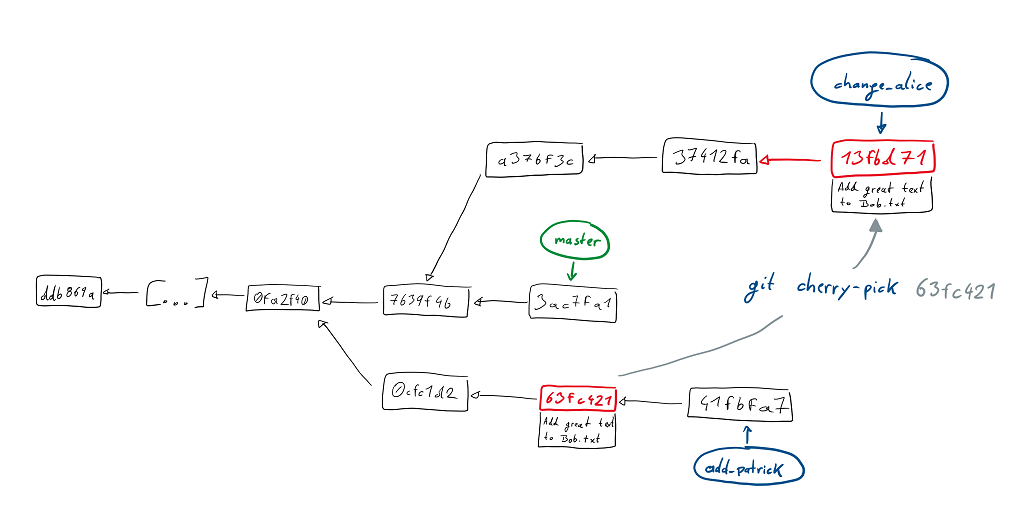 change_alice
a376f3c
37412fa
13fbd71
Add great text
to Bob.txt
master
ddb869a
[...]
0fa2f40
7639f46
3ac7fa1
git cherry-pick 63fc421
0cfc1d2
63fc421
41fbfa7
Add great text
to Bob.txt
add_patrick